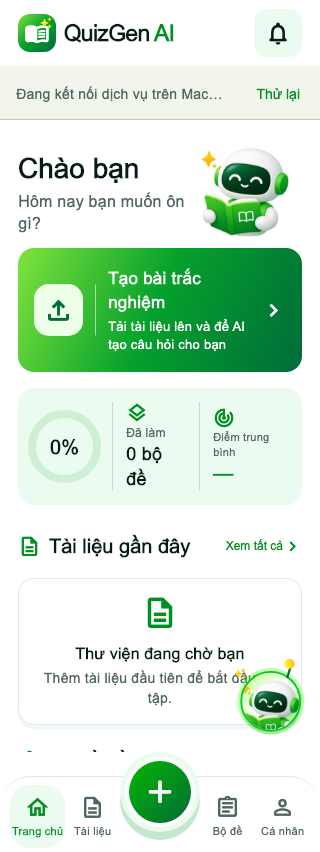 QuizGen AI
Đang kết nối dịch vụ trên Mac...
Thử lại
Chào bạn
Hôm nay bạn muốn ôn
gì?
Tạo bài trắc
nghiệm
Tải tài liệu lên và để AI
tạo câu hỏi cho bạn
0%
Đã làm
0 bộ
đề
Điểm trung
bình
—
Tài liệu gần đây
Xem tất cả
Thư viện đang chờ bạn
Thêm tài liệu đầu tiên để bắt đầu
tập.
Trang chủ
Tài liệu
Bộ đề
Cá nhân